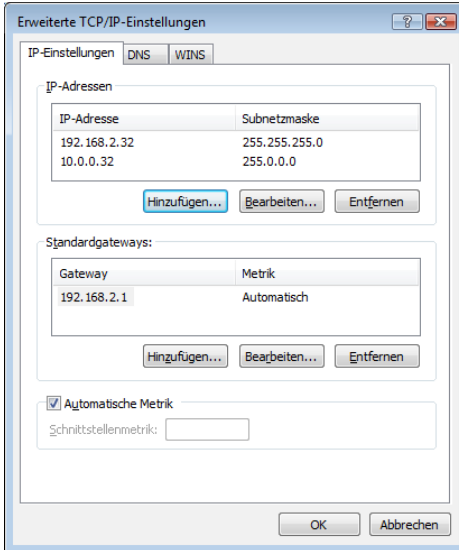 Erweiterte TCP/IP-Einstellungen
IP-Einstellungen DNS WINS
IP-Adressen
IP-Adresse Subnetzmaske
192.168.2.32 255.255.255.0
10.0.0.32 255.0.0.0
Hinzufügen... Bearbeiten... Entfernen
Standardgateways:
Gateway Metrik
192.168.2.1 Automatisch
Hinzufügen... Bearbeiten... Entfernen
Automatische Metrik
Schnittstellenmetrik:
OK Abbrechen